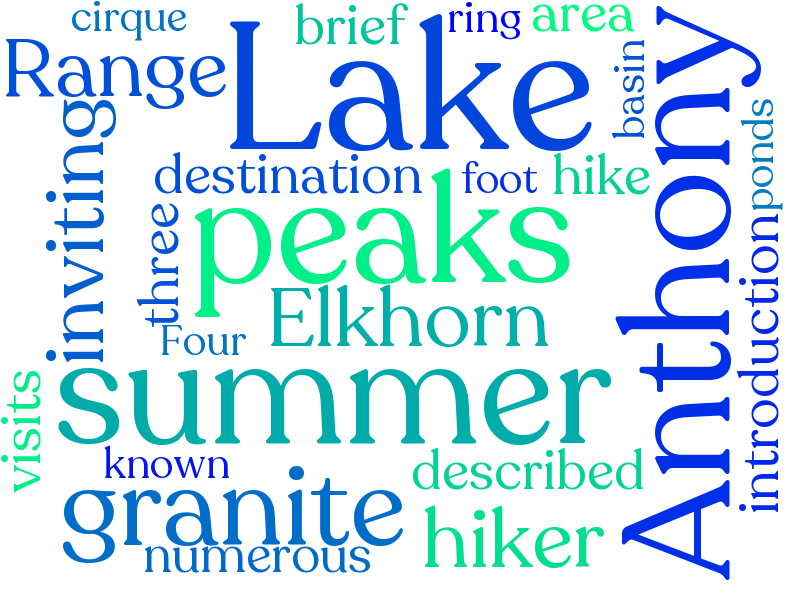 cirque
brief
ring
area
Range
Lake
basin
Anthony
ponds
inviting
destination
foot
hike
three
peaks
Elkhorn
Four
introduction
summer
visits
known
described
granite
hiker
numerous